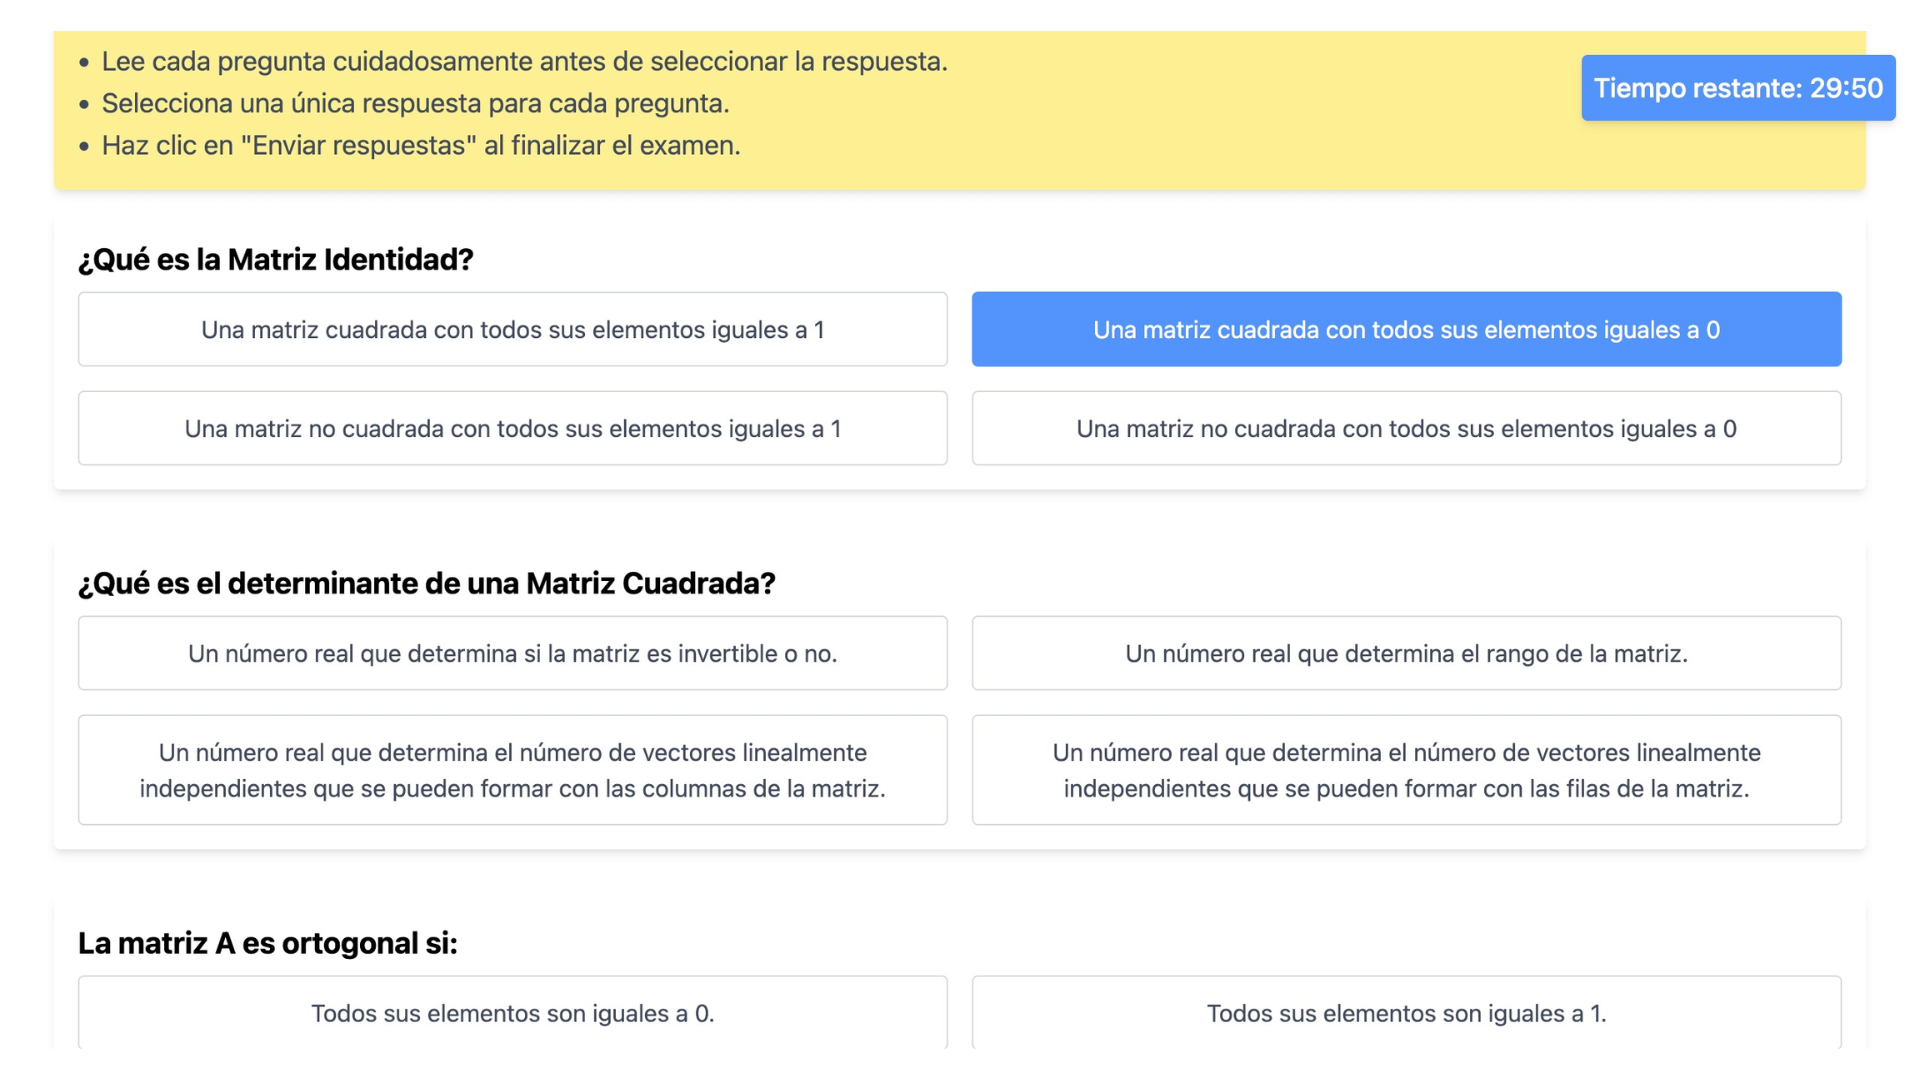 • Lee cada pregunta cuidadosamente antes de seleccionar la respuesta.
• Selecciona una única respuesta para cada pregunta.
• Haz clic en "Enviar respuestas" al finalizar el examen.
Tiempo restante: 29:50
¿Qué es la Matriz Identidad?
Una matriz cuadrada con todos sus elementos iguales a 1
Una matriz cuadrada con todos sus elementos iguales a 0
Una matriz no cuadrada con todos sus elementos iguales a 1
Una matriz no cuadrada con todos sus elementos iguales a 0
¿Qué es el determinante de una Matriz Cuadrada?
Un número real que determina si la matriz es invertible o no.
Un número real que determina el rango de la matriz.
Un número real que determina el número de vectores linealmente
independientes que se pueden formar con las columnas de la matriz.
Un número real que determina el número de vectores linealmente
independientes que se pueden formar con las filas de la matriz.
La matriz A es ortogonal si:
Todos sus elementos son iguales a 0.
Todos sus elementos son iguales a 1.